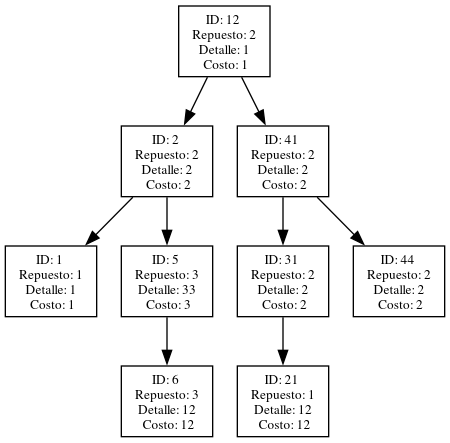 ID: 12
Repuesto: 2
Detalle: 1
Costo: 1
ID: 2
Repuesto: 2
Detalle: 2
Costo: 2
ID: 41
Repuesto: 2
Detalle: 2
Costo: 2
ID: 1
Repuesto: 1
Detalle: 1
Costo: 1
ID: 5
Repuesto: 3
Detalle: 33
Costo: 3
ID: 31
Repuesto: 2
Detalle: 2
Costo: 2
ID: 44
Repuesto: 2
Detalle: 2
Costo: 2
ID: 6
Repuesto: 3
Detalle: 12
Costo: 12
ID: 21
Repuesto: 1
Detalle: 12
Costo: 12